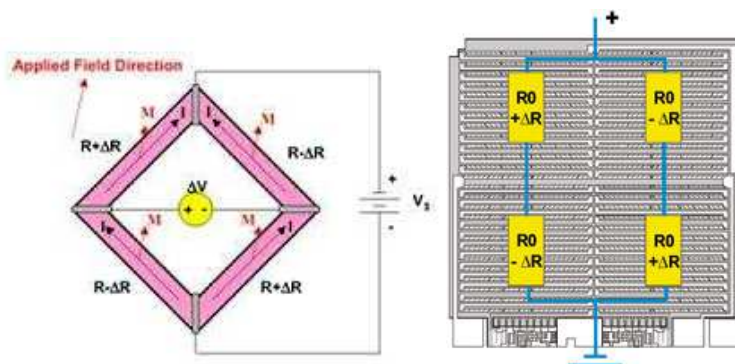 Applied Field Direction
M
I
I
M
R+ΔR
R-ΔR
ΔV
+ -
M
M
I
I
R-ΔR
R+ΔR
+
-
+
R0
+ΔR
R0
- ΔR
R0
- ΔR
R0
+ΔR